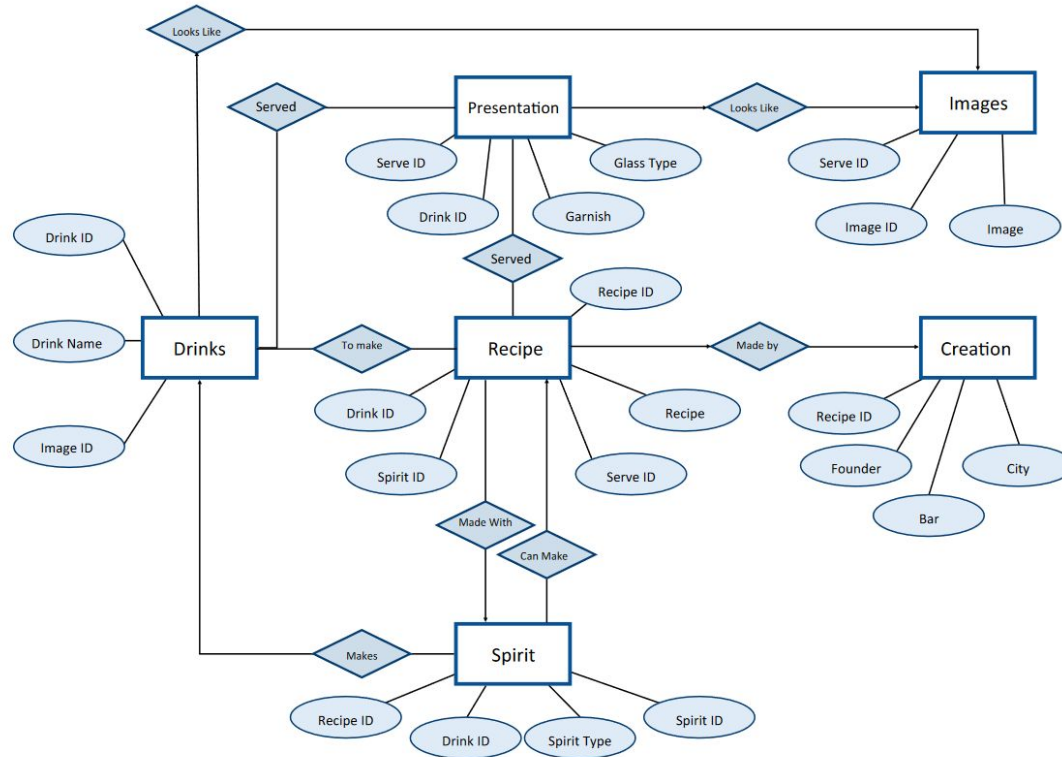 Looks Like
Served
Presentation
Looks Like
Images
Serve ID
Glass Type
Serve ID
Drink ID
Garnish
Image ID
Image
Drink ID
Served
Recipe ID
Drink Name
Drinks
To make
Recipe
Made by
Creation
Drink ID
Recipe
Recipe ID
Image ID
Spirit ID
Serve ID
Founder
City
Bar
Made With
Can Make
Makes
Spirit
Recipe ID
Spirit ID
Drink ID
Spirit Type